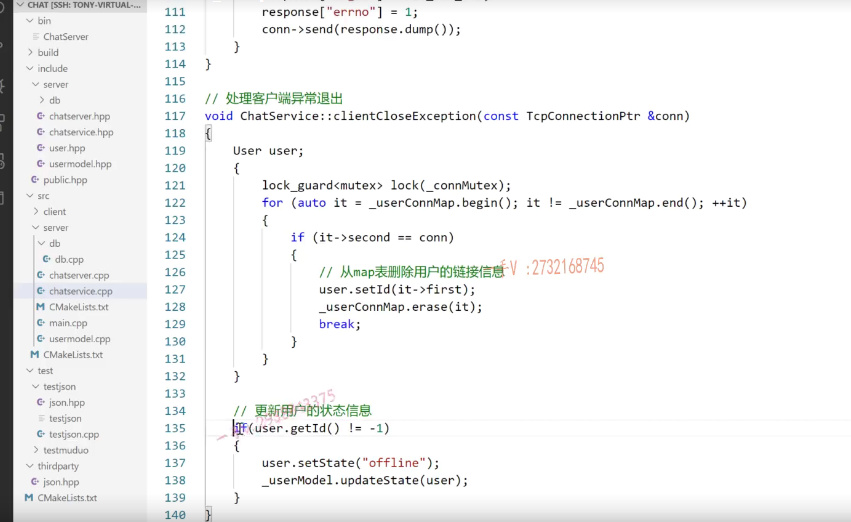 CHAT [SSH: TONY-VIRTUAL-...
bin
ChatServer
build
include
server
db
chatserver.hpp
chatservice.hpp
user.hpp
usermodel.hpp
public.hpp
src
client
server
db
db.cpp
chatserver.cpp
chatservice.cpp
CMakeLists.txt
main.cpp
usermodel.cpp
CMakeLists.txt
test
testjson
json.hpp
testjson
testjson.cpp
testmuduo
thirdparty
json.hpp
CMakeLists.txt
111 response["errno"] = 1;
112 conn->send(response.dump());
113 }
114 }
115
116 // 处理客户端异常退出
117 void ChatService::clientCloseException(const TcpConnectionPtr &conn)
118 {
119 User user;
120 {
121 lock_guard<mutex> lock(_connMutex);
122 for (auto it = _userConnMap.begin(); it != _userConnMap.end(); ++it)
123 {
124 if (it->second == conn)
125 {
126 // 从map表删除用户的链接信息
V :2732168745
127 user.setId(it->first);
128 _userConnMap.erase(it);
129 break;
130 }
131 }
132 }
133
134 // 更新用户的状态信息
135 if(user.getId() != -1)
136 {
137 user.setState("offline");
138 _userModel.updateState(user);
139 }
140 }